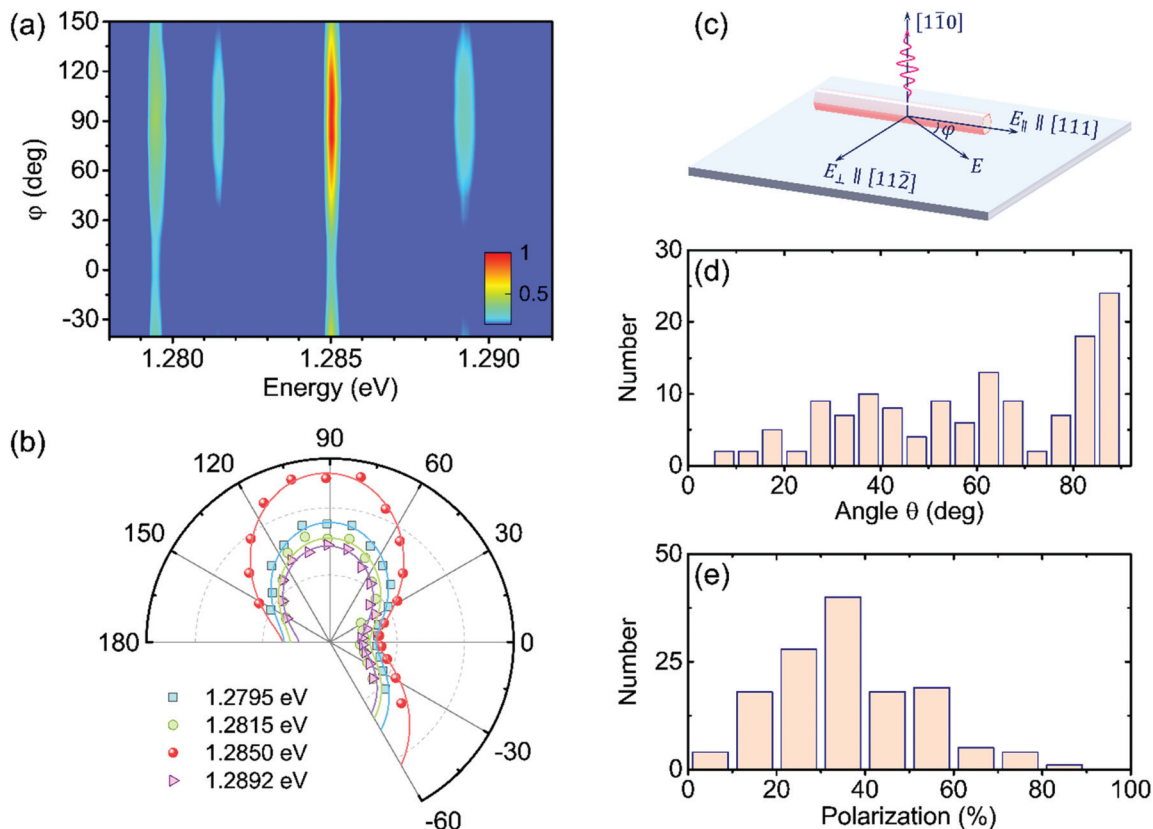 (a)
150
120
90
60
30
0
-30
φ (deg)
1
0.5
1.280
1.285
1.290
Energy (eV)
(b)
90
120
60
150
30
180
0
-30
-60
1.2795 eV
1.2815 eV
1.2850 eV
1.2892 eV
(c)
[11̄0]
E∥ ∥ [111]
φ
E
E⊥ ∥ [112̄]
(d)
30
20
10
0
Number
0
20
40
60
80
Angle θ (deg)
(e)
50
25
0
Number
0
20
40
60
80
100
Polarization (%)